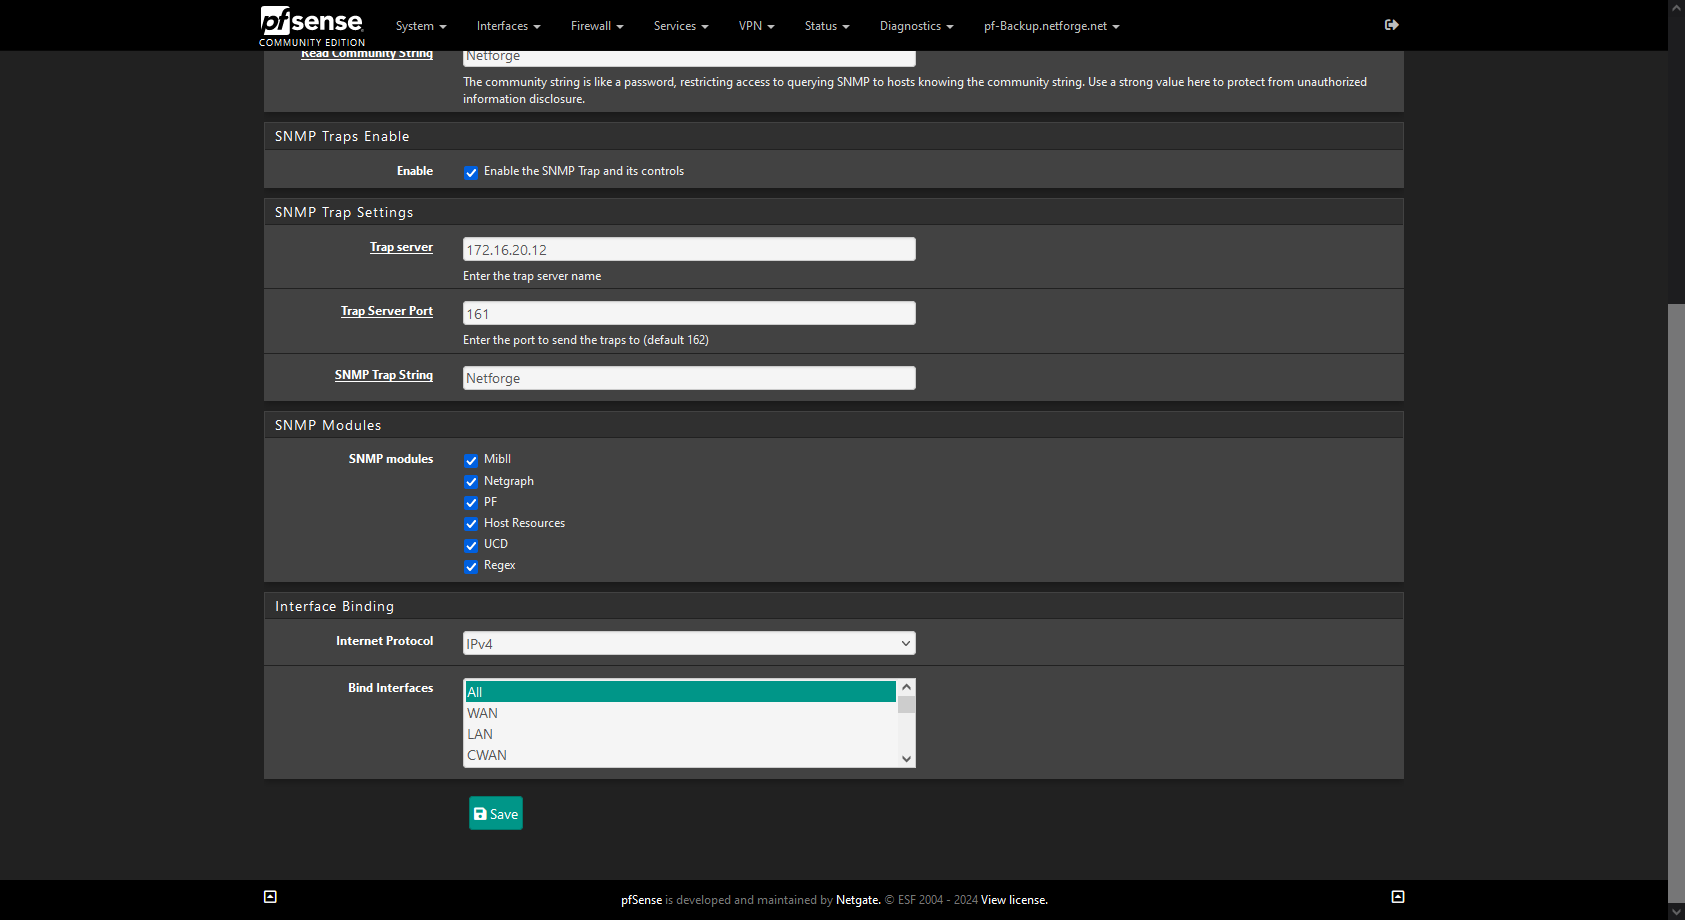 pfsense
COMMUNITY EDITION
System Interfaces Firewall Services VPN Status Diagnostics pf-Backup.netforge.net
Read Community String
Netforge
The community string is like a password, restricting access to querying SNMP to hosts knowing the community string. Use a strong value here to protect from unauthorized
information disclosure.
SNMP Traps Enable
Enable
Enable the SNMP Trap and its controls
SNMP Trap Settings
Trap server
172.16.20.12
Enter the trap server name
Trap Server Port
161
Enter the port to send the traps to (default 162)
SNMP Trap String
Netforge
SNMP Modules
SNMP modules
MibII
Netgraph
PF
Host Resources
UCD
Regex
Interface Binding
Internet Protocol
IPv4
Bind Interfaces
All
WAN
LAN
CWAN
Save
pfSense is developed and maintained by Netgate. © ESF 2004 - 2024 View license.